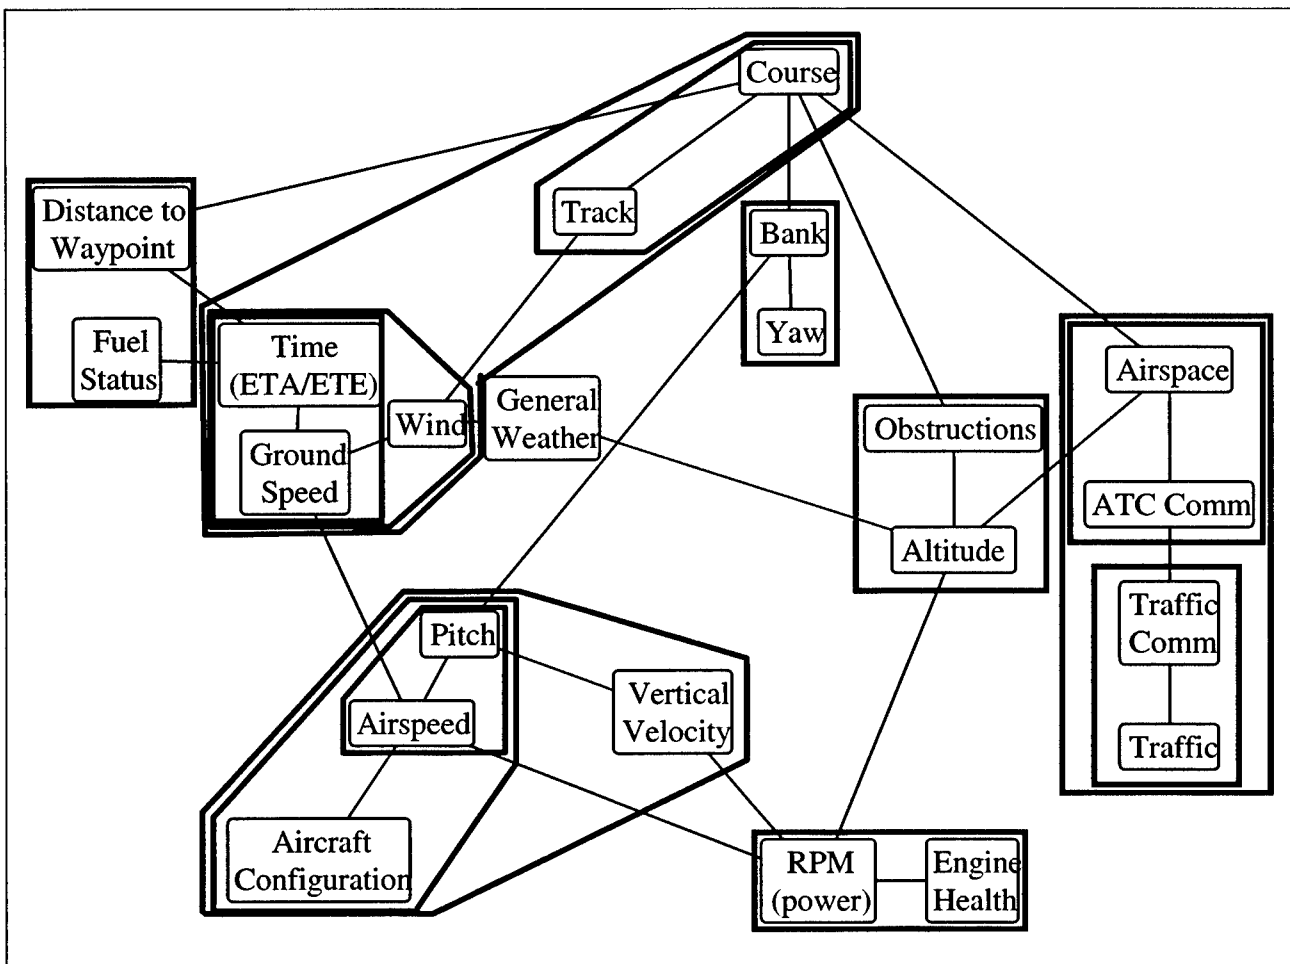 Course
Distance to
Waypoint
Track
Bank
Yaw
Fuel
Status
Time
(ETA/ETE)
Wind
General
Weather
Ground
Speed
Obstructions
Altitude
Airspace
ATC Comm
Traffic
Comm
Traffic
Pitch
Airspeed
Vertical
Velocity
Aircraft
Configuration
RPM
(power)
Engine
Health